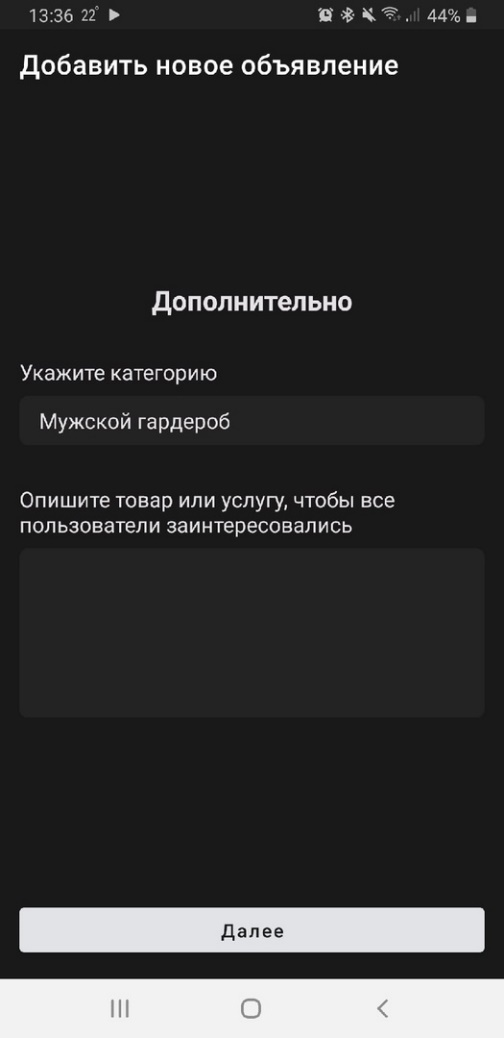 13:36 22° 44%
Добавить новое объявление
Дополнительно
Укажите категорию
Мужской гардероб
Опишите товар или услугу, чтобы все
пользователи заинтересовались
Далее